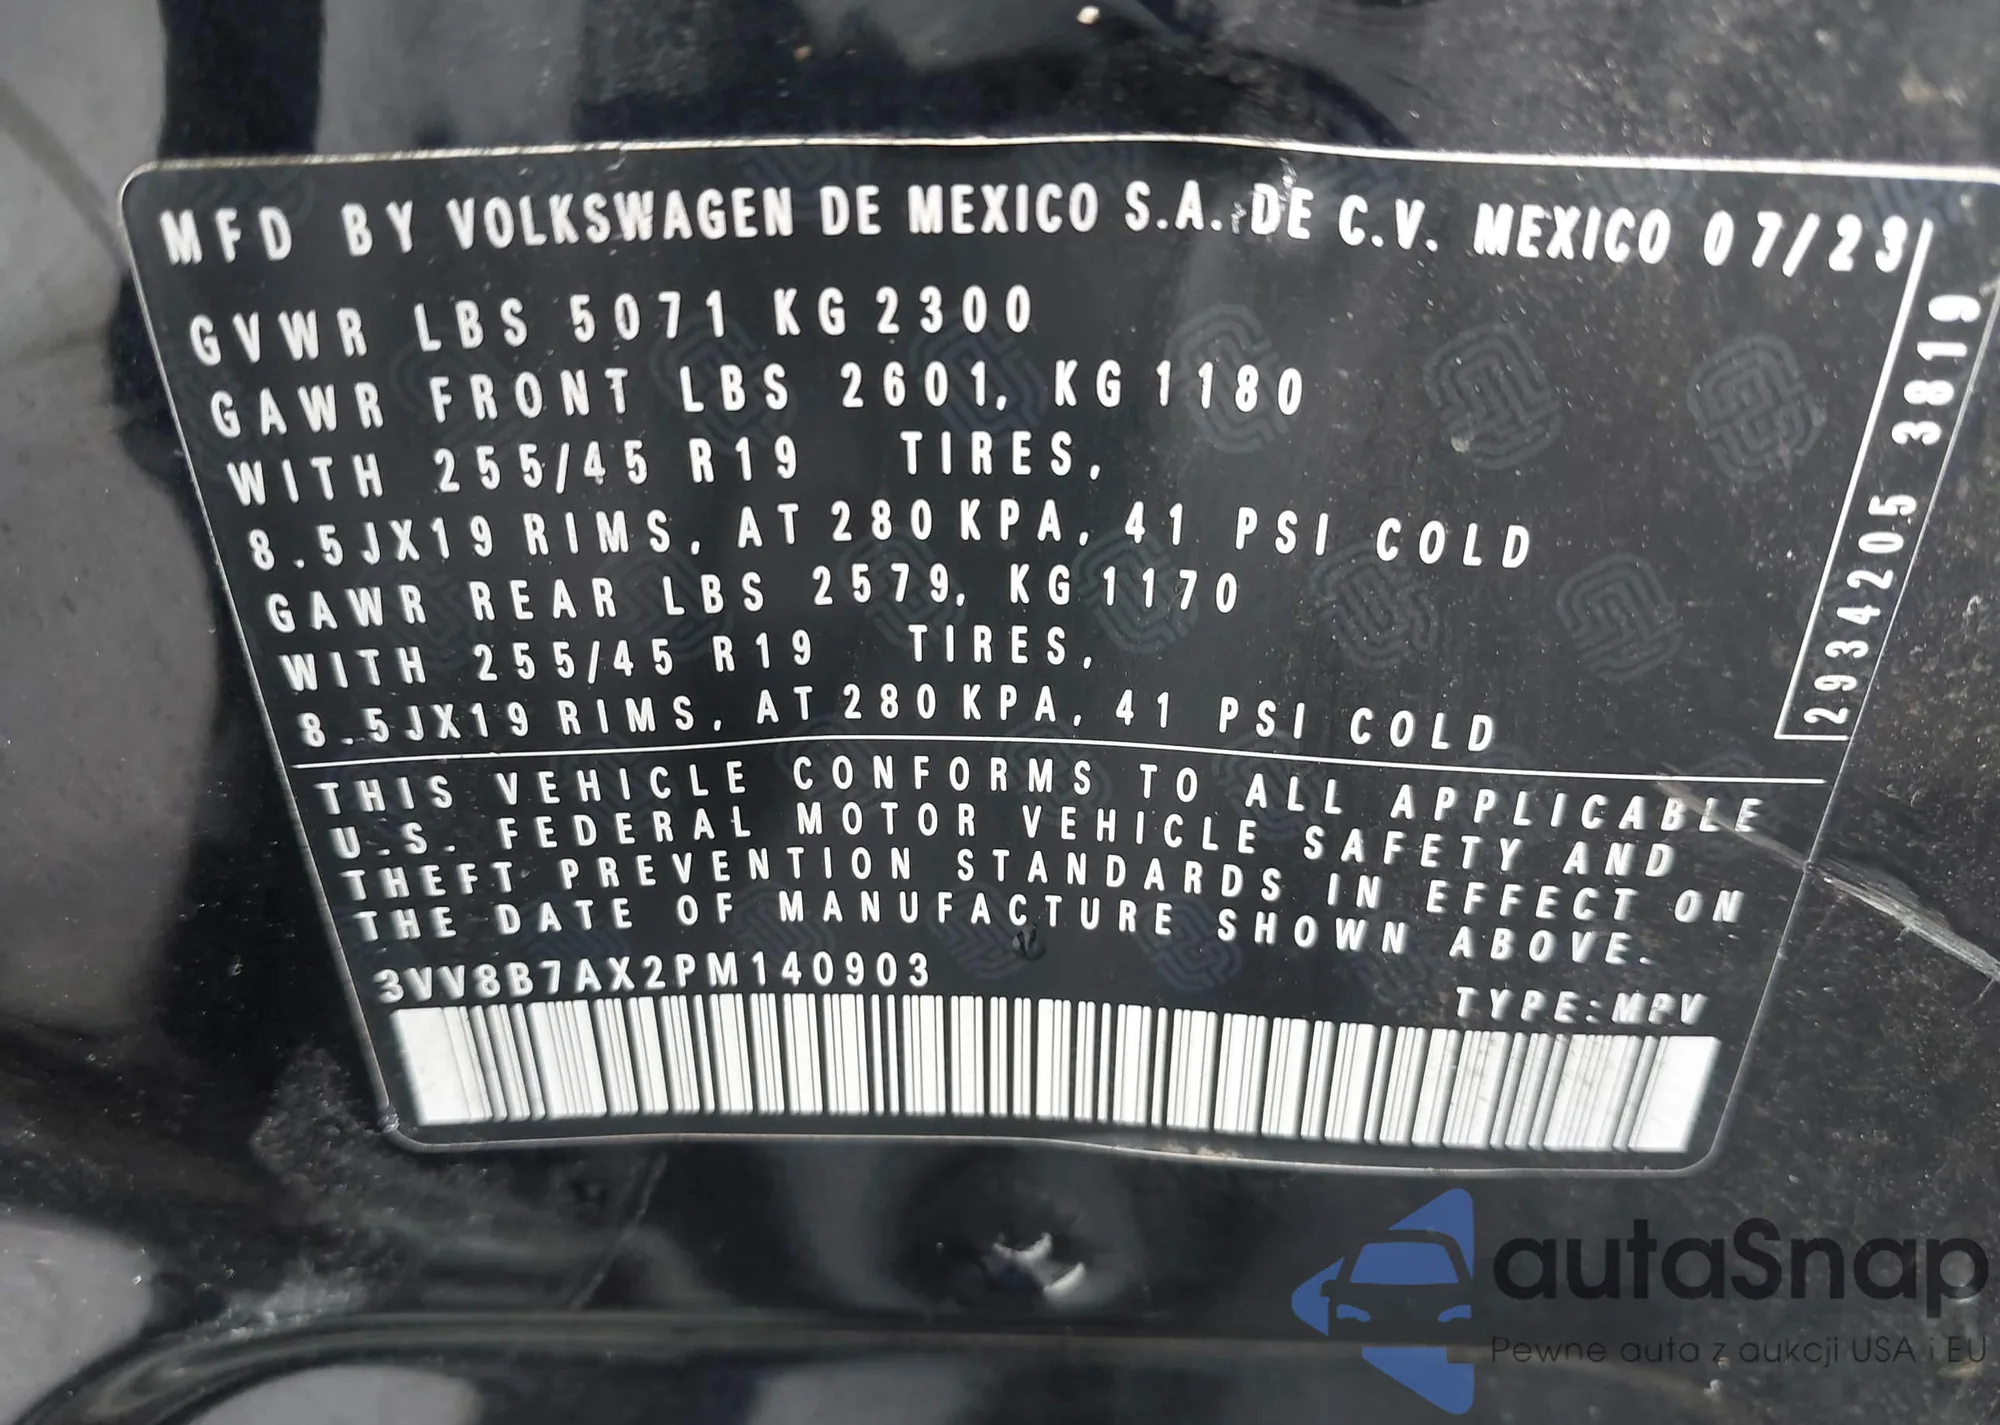 MFD BY VOLKSWAGEN DE MEXICO S.A. DE C.V. MEXICO 07/23
GVWR LBS 5071 KG 2300
GAWR FRONT LBS 2601, KG 1180
WITH 255/45 R19 TIRES,
8.5JX19 RIMS, AT 280 KPA, 41 PSI COLD
GAWR REAR LBS 2579, KG 1170
WITH 255/45 R19 TIRES,
8.5JX19 RIMS, AT 280 KPA, 41 PSI COLD
2934205 3819
THIS VEHICLE CONFORMS TO ALL APPLICABLE
U.S. FEDERAL MOTOR VEHICLE SAFETY AND
THEFT PREVENTION STANDARDS IN EFFECT ON
THE DATE OF MANUFACTURE SHOWN ABOVE.
3VV8B7AX2PM140903
TYPE:MPV
autaSnap
Pewne auta z aukcji USA i EU